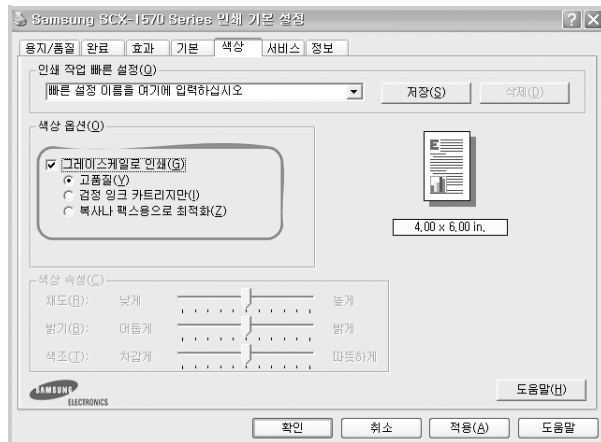 Samsung SCX-1570 Series 인쇄 기본 설정
용지/품질 완료 효과 기본 색상 서비스 정보
인쇄 작업 빠른 설정(Q)
빠른 설정 이름를 여기에 입력하십시오 저장(S) 삭제(D)
색상 옵션(O)
그레이스케일로 인쇄(G)
고품질(Y)
검정 잉크 카트리지만(I)
복사나 팩스용으로 최적화(Z)
E
4.00 x 6.00 in.
색상 속성(C)
채도(R): 낮게 높게
밝기(B): 어둡게 밝게
색조(T): 차갑게 따뜻하게
SAMSUNG
ELECTRONICS
도움말(H)
확인 취소 적용(A) 도움말